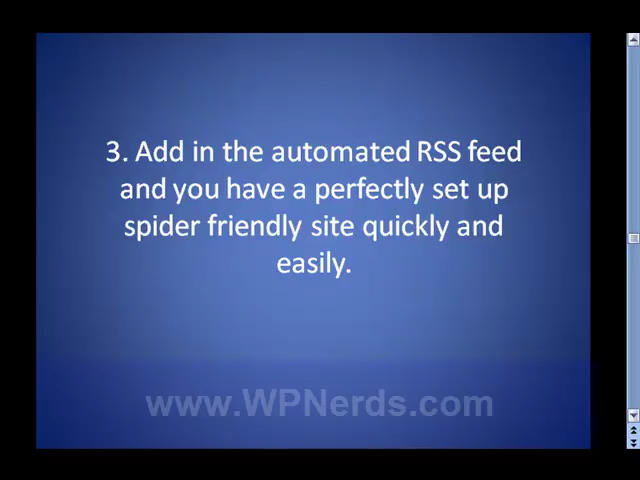 3. Add in the automated RSS feed
and you have a perfectly set up
spider friendly site quickly and
easily.
www.WPNerds.com